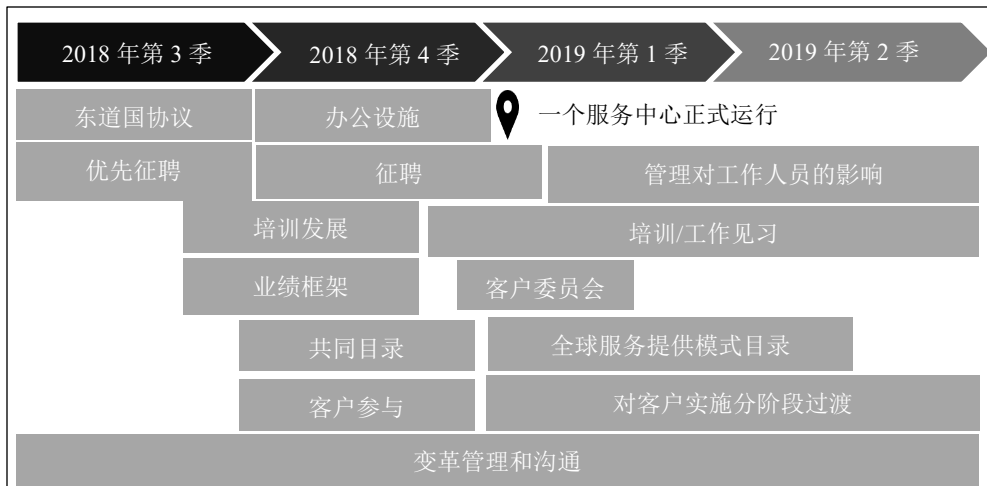 2018 年第 3 季
2018 年第 4 季
2019 年第 1 季
2019 年第 2 季
东道国协议
办公设施
一个服务中心正式运行
优先征聘
征聘
管理对工作人员的影响
培训发展
培训/工作见习
业绩框架
客户委员会
共同目录
全球服务提供模式目录
客户参与
对客户实施分阶段过渡
变革管理和沟通